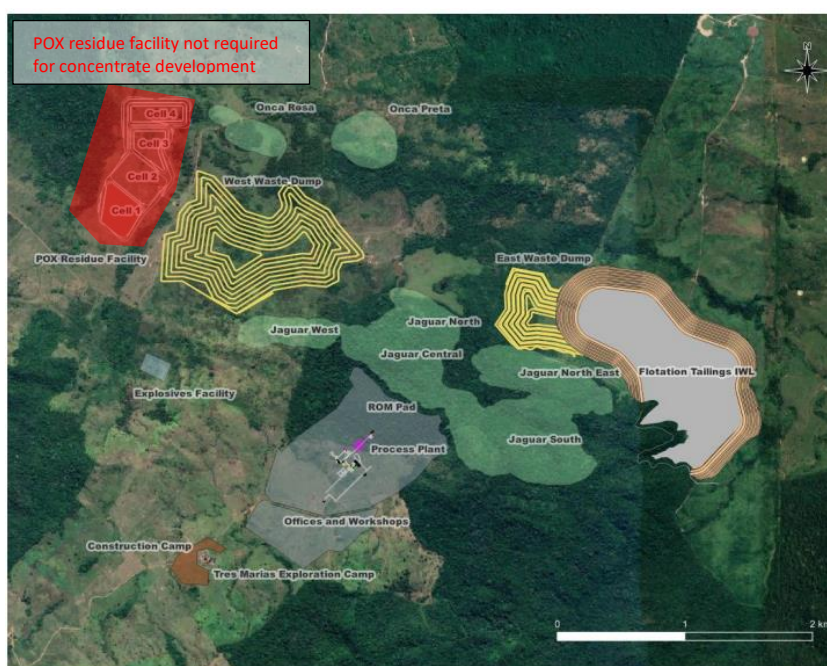 POX residue facility not required
for concentrate development
N
Onca Rosa
Onca Preta
Cell 4
Cell 3
Cell 2
Cell 1
West Waste Dump
POX Residue Facility
East Waste Dump
Jaguar West
Jaguar North
Jaguar Central
Jaguar North East
Flotation Tailings IWL
Explosives Facility
ROM Pad
Jaguar South
Process Plant
Offices and Workshops
Construction Camp
Tres Marias Exploration Camp
0 1 2 km